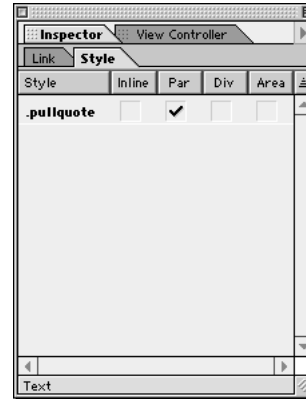 Inspector View Controller
Link Style
Style Inline Par Div Area
.pullquote
Text